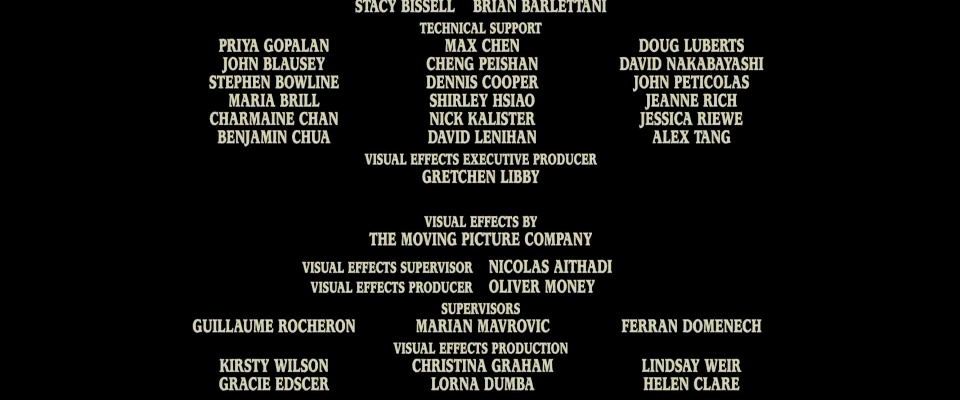 STACY BISSELL BRIAN BARLETTANI
TECHNICAL SUPPORT
PRIYA GOPALAN MAX CHEN DOUG LUBERTS
JOHN BLAUSEY CHENG PEISHAN DAVID NAKABAYASHI
STEPHEN BOWLINE DENNIS COOPER JOHN PETICOLAS
MARIA BRILL SHIRLEY HSIAO JEANNE RICH
CHARMAINE CHAN NICK KALISTER JESSICA RIEWE
BENJAMIN CHUA DAVID LENIHAN ALEX TANG
VISUAL EFFECTS EXECUTIVE PRODUCER
GRETCHEN LIBBY
VISUAL EFFECTS BY
THE MOVING PICTURE COMPANY
VISUAL EFFECTS SUPERVISOR NICOLAS AITHADI
VISUAL EFFECTS PRODUCER OLIVER MONEY
SUPERVISORS
GUILLAUME ROCHERON MARIAN MAVROVIC FERRAN DOMENECH
VISUAL EFFECTS PRODUCTION
KIRSTY WILSON CHRISTINA GRAHAM LINDSAY WEIR
GRACIE EDSCER LORNA DUMBA HELEN CLARE